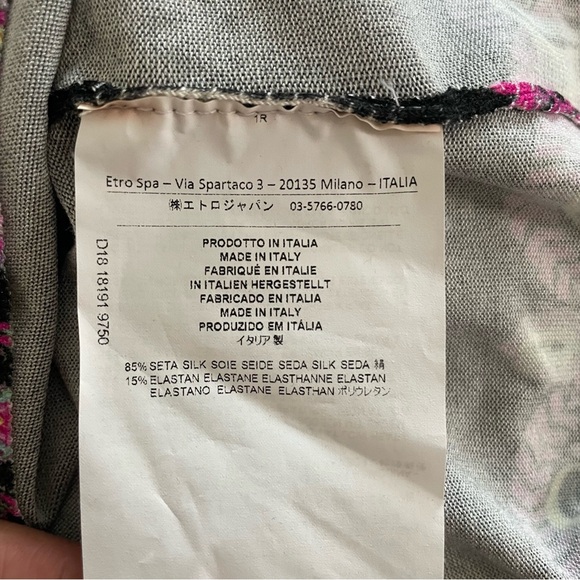 1R
Etro Spa – Via Spartaco 3 – 20135 Milano – ITALIA
㈱エトロジャパン 03-5766-0780
PRODOTTO IN ITALIA
MADE IN ITALY
FABRIQUÉ EN ITALIE
IN ITALIEN HERGESTELLT
FABRICADO EN ITALIA
MADE IN ITALY
PRODUZIDO EM ITÁLIA
イタリア製
85% SETA SILK SOIE SEIDE SEDA SILK SEDA 絹
15% ELASTAN ELASTANE ELASTHANNE ELASTAN
ELASTANO ELASTANE ELASTHAN ポリウレタン
D18 18191 9750